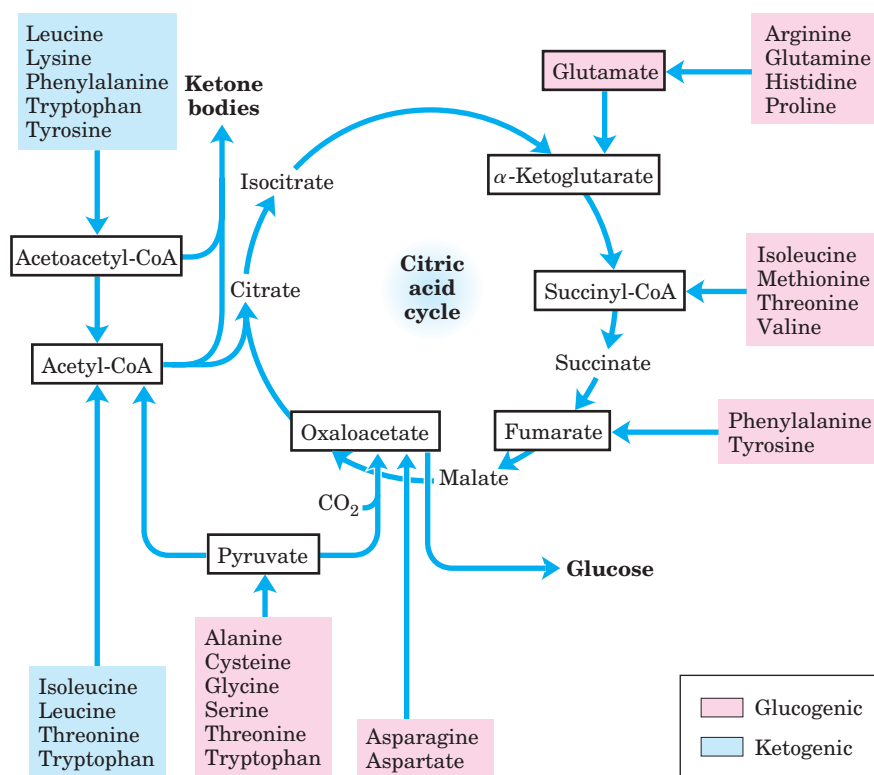 Leucine
Lysine
Phenylalanine
Tryptophan
Tyrosine
Ketone
bodies
Arginine
Glutamine
Histidine
Proline
Glutamate
Isocitrate
α-Ketoglutarate
Acetoacetyl-CoA
Citrate
Citric
acid
cycle
Succinyl-CoA
Isoleucine
Methionine
Threonine
Valine
Acetyl-CoA
Succinate
Oxaloacetate
Fumarate
Phenylalanine
Tyrosine
Malate
CO₂
Pyruvate
Glucose
Alanine
Cysteine
Glycine
Serine
Threonine
Tryptophan
Isoleucine
Leucine
Threonine
Tryptophan
Asparagine
Aspartate
Glucogenic
Ketogenic